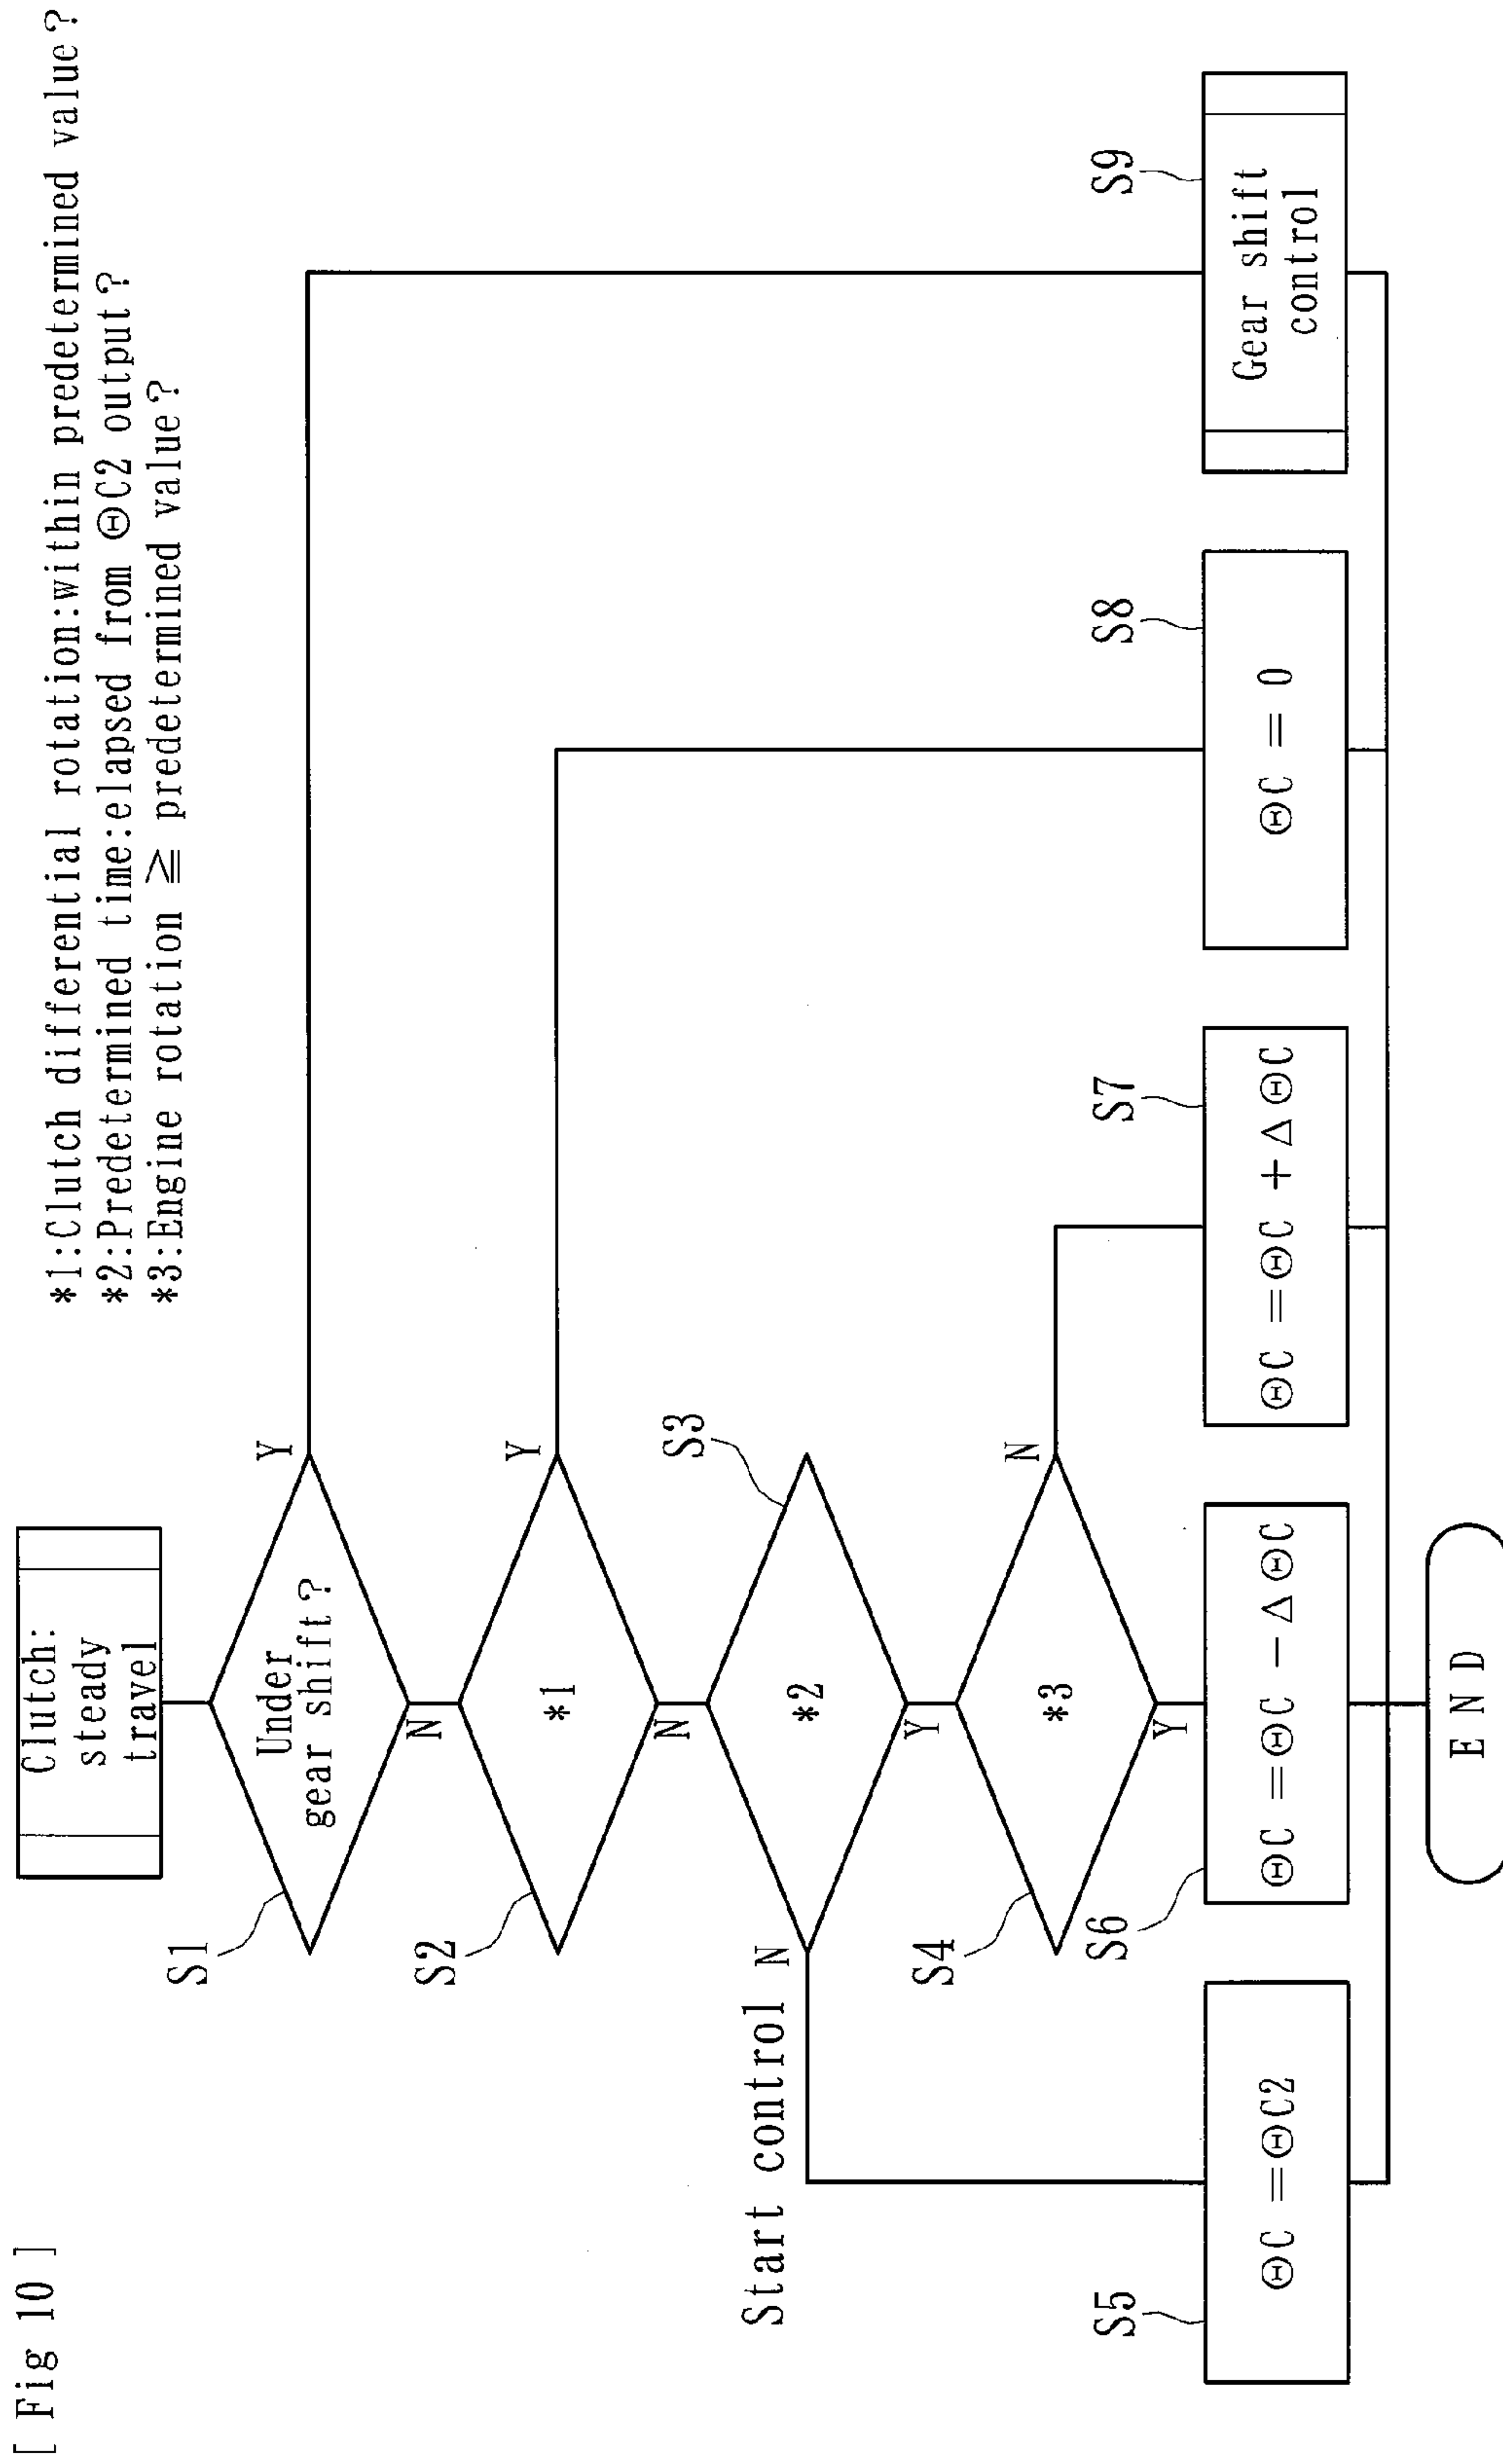 [ Fig 10 ]
*1:Clutch differential rotation:within predetermined value?
*2:Predetermined time:elapsed from ΘC2 output?
*3:Engine rotation ≧ predetermined value?
Clutch:
steady
travel
S1
Under
gear shift?
Y
N
S2
*1
Y
N
S3
*2
Start control N
Y
S4
*3
N
Y
S5
ΘC =ΘC2
S6
ΘC =ΘC −ΔΘC
S7
ΘC =ΘC +ΔΘC
S8
ΘC = 0
S9
Gear shift
control
END